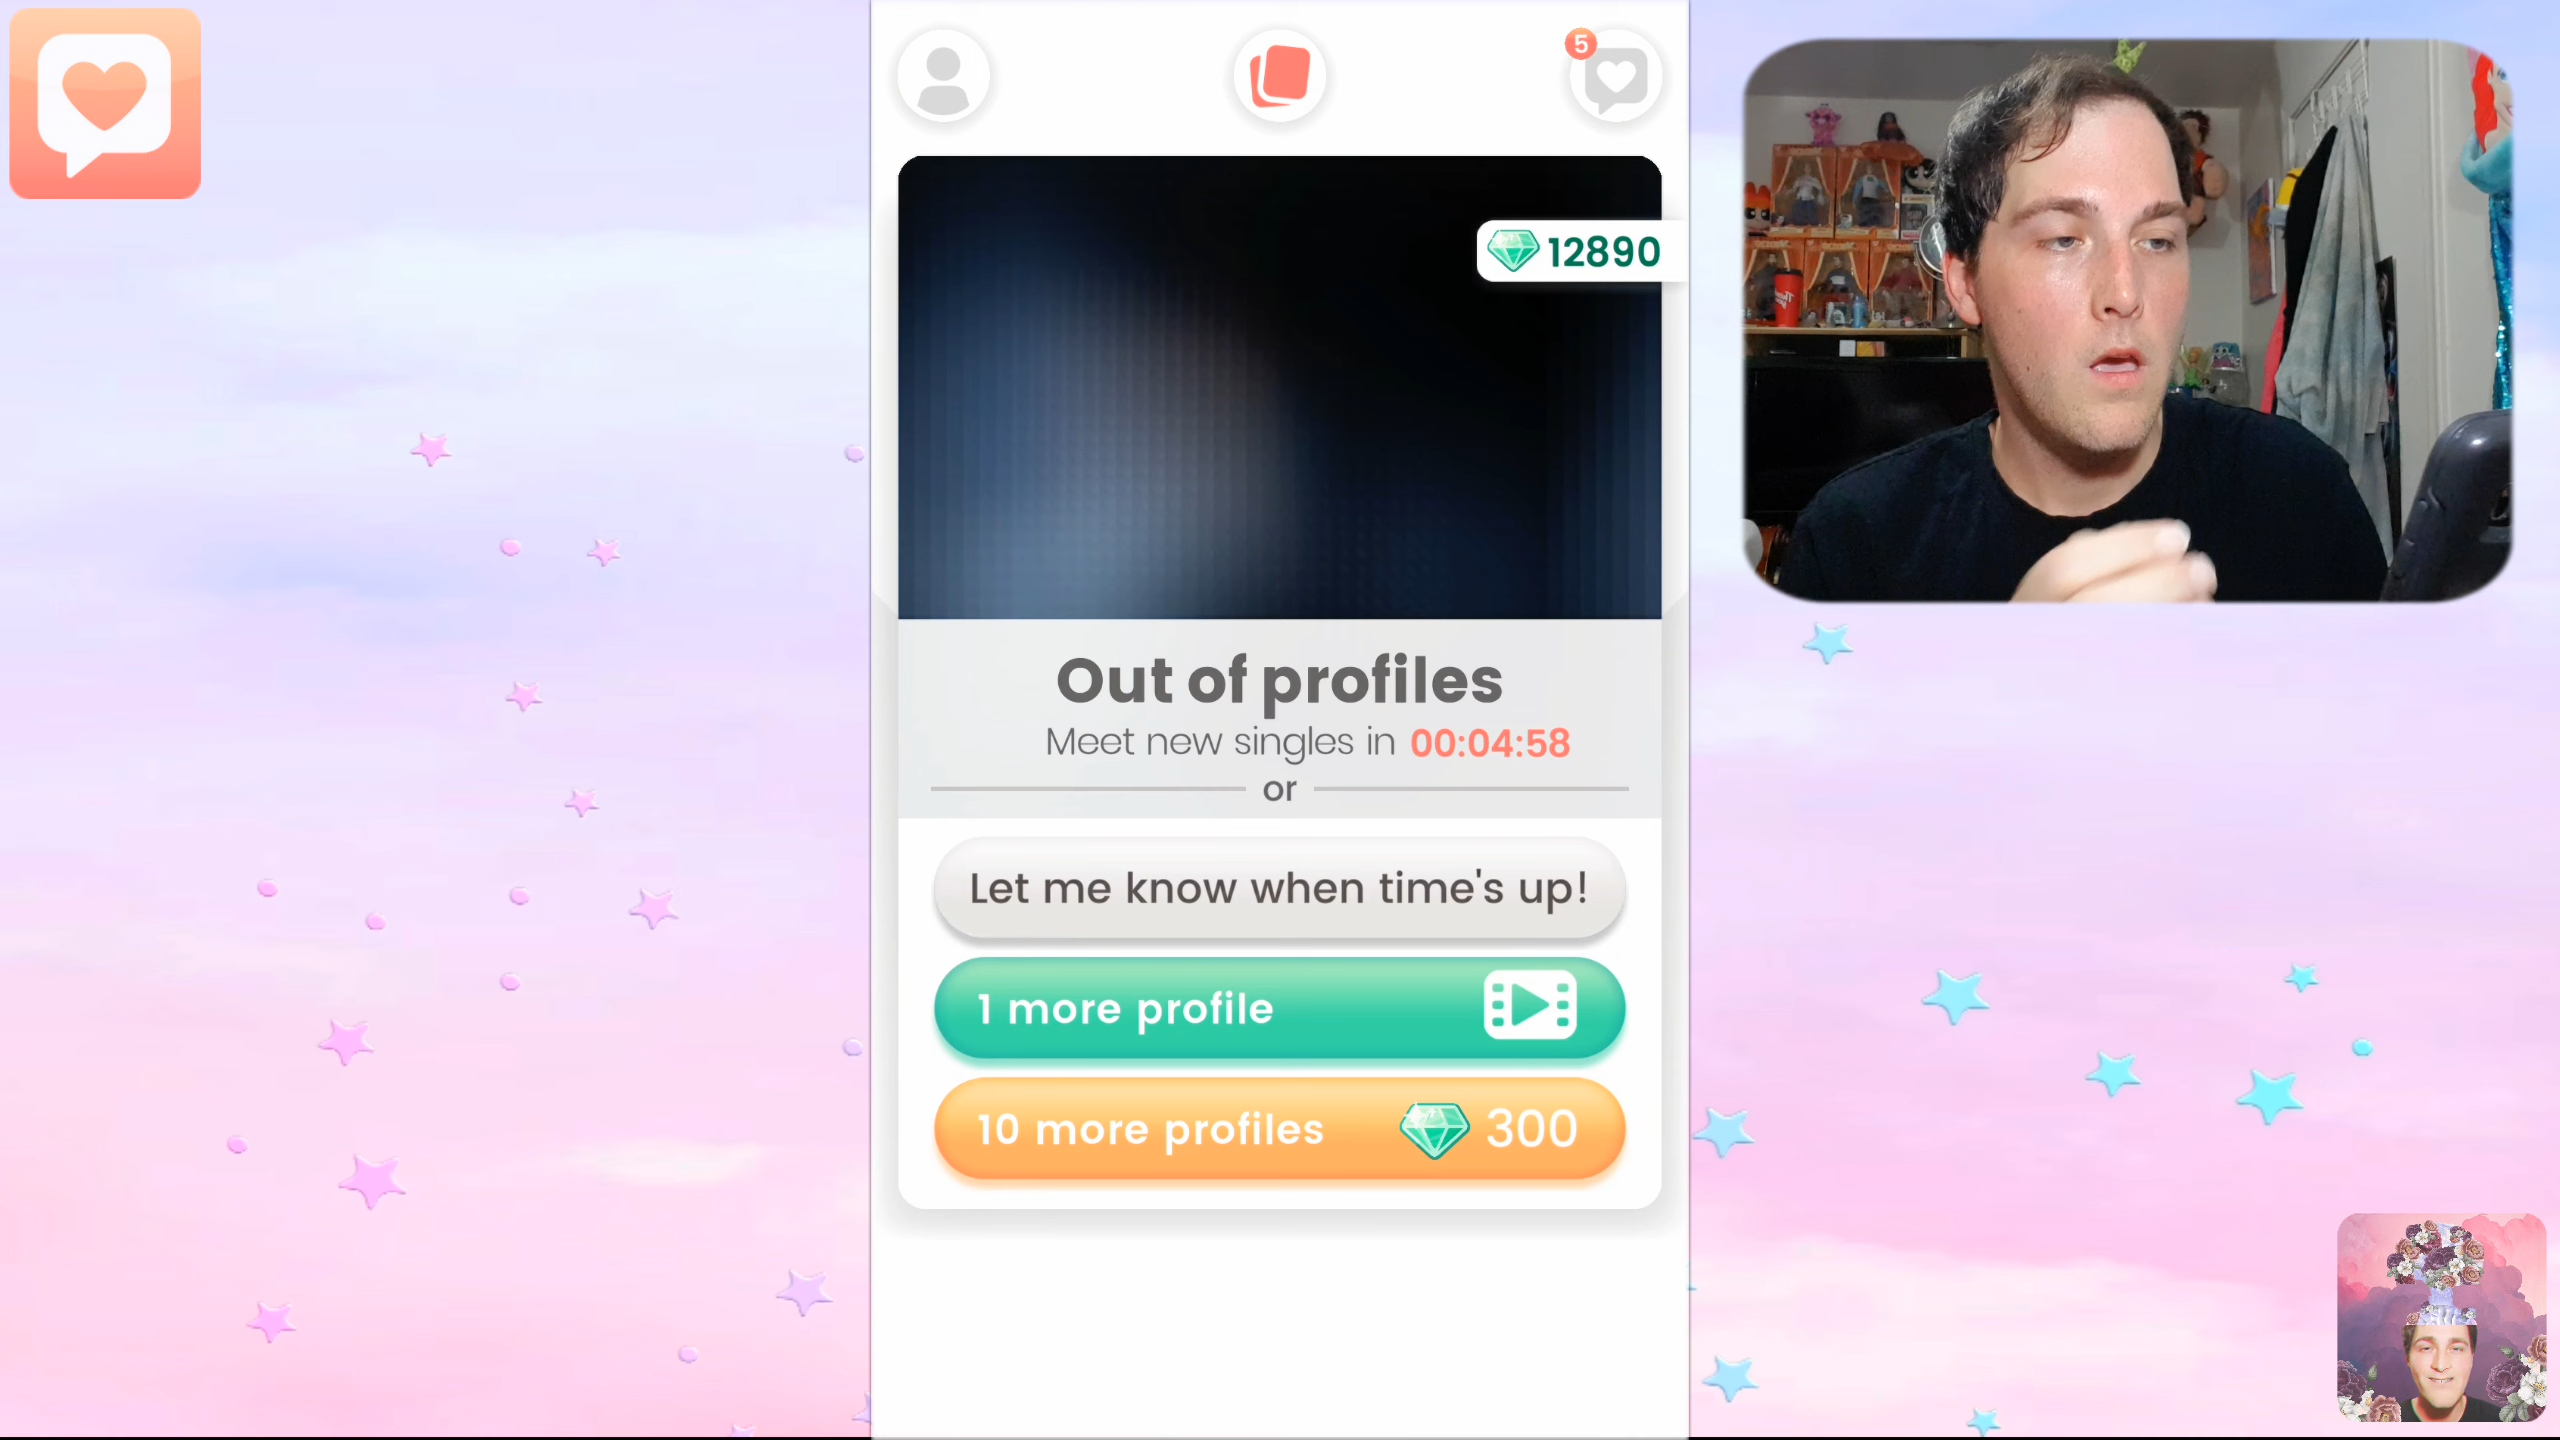 5
12890
Out of profiles
Meet new singles in 00:04:58
or
Let me know when time's up!
1 more profile
10 more profiles 300